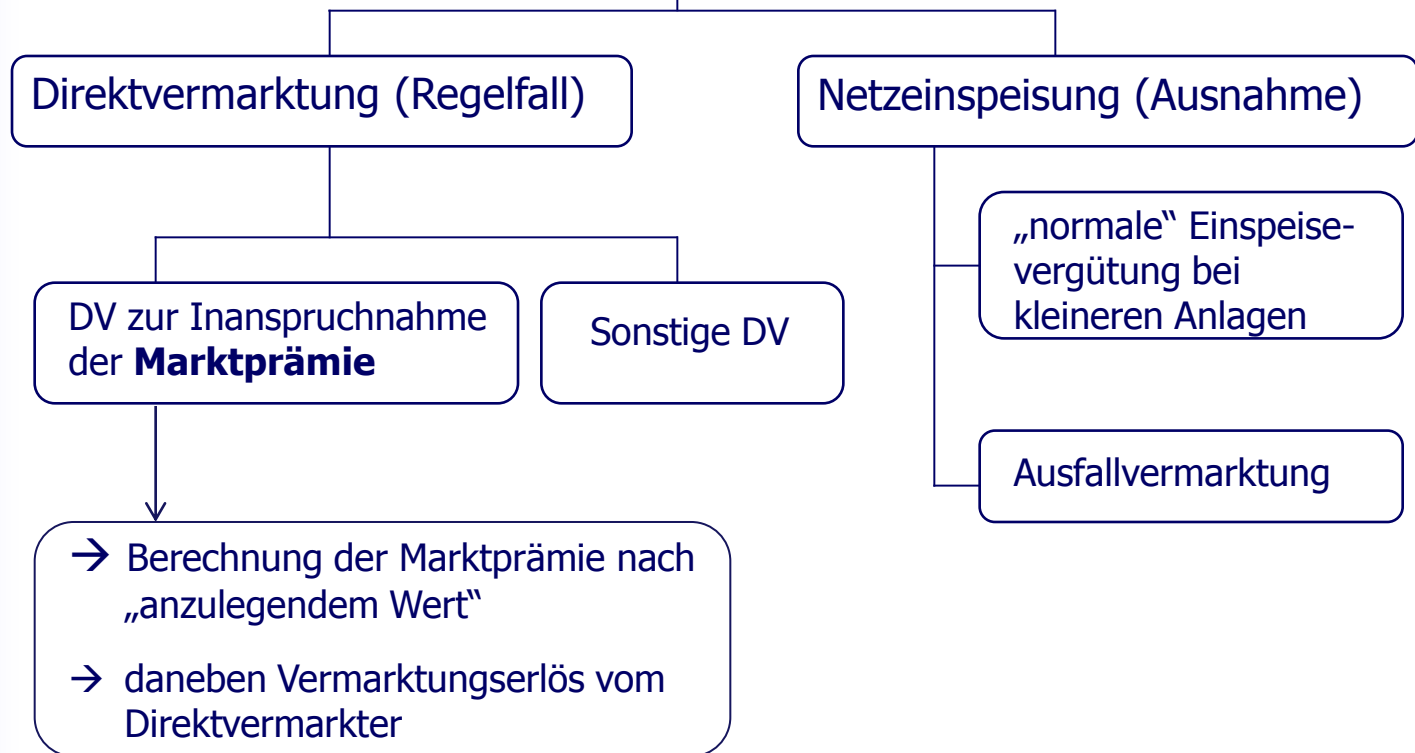 Direktvermarktung (Regelfall)
Netzeinspeisung (Ausnahme)
DV zur Inanspruchnahme
der Marktprämie
Sonstige DV
„normale“ Einspeise-
vergütung bei
kleineren Anlagen
Ausfallvermarktung
→ Berechnung der Marktprämie nach
„anzulegendem Wert“
→ daneben Vermarktungserlös vom
Direktvermarkter